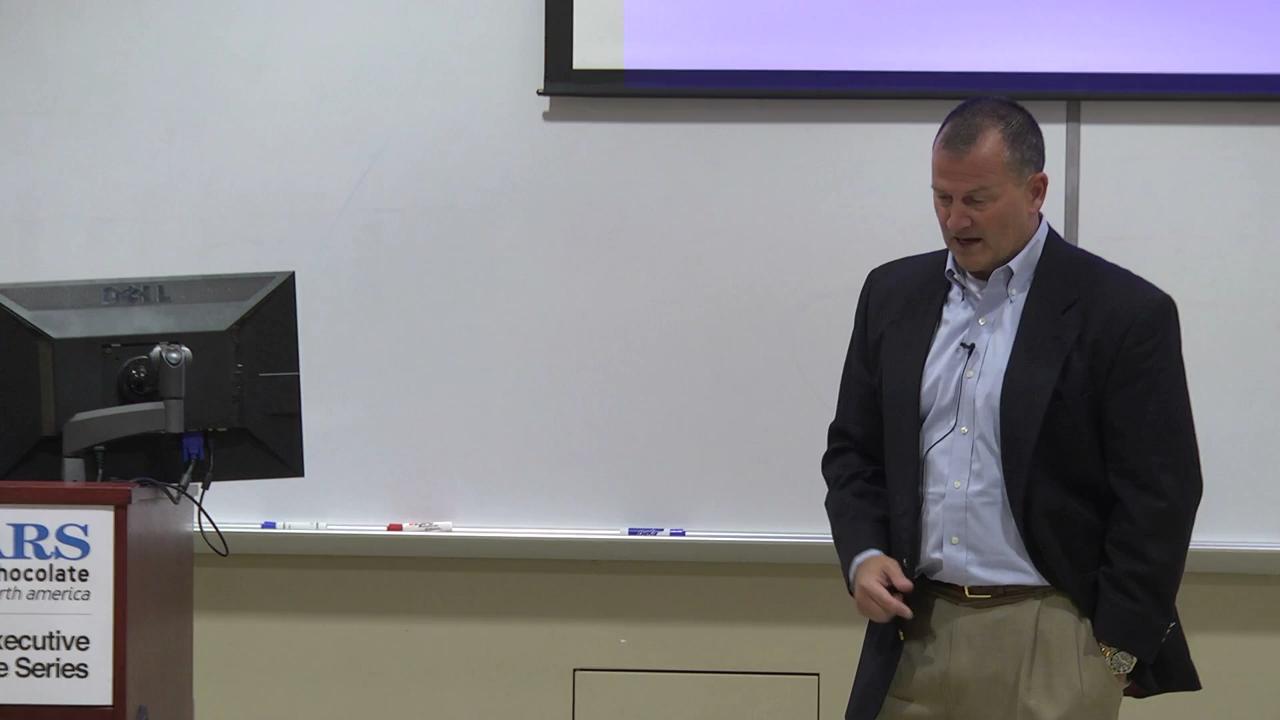 DELL
ARS
hocolate
rth america
xecutive
e Series